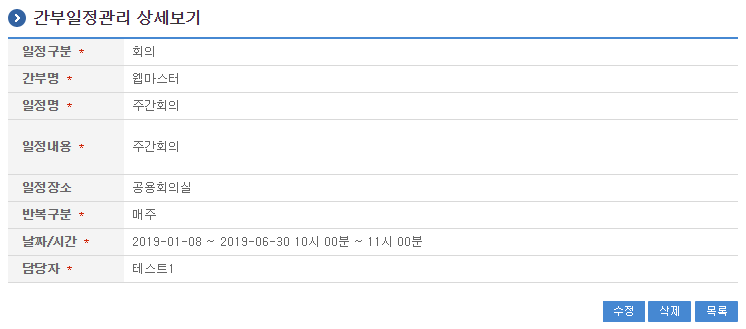 간부일정관리 상세보기
일정구분 * 회의
간부명 * 웹마스터
일정명 * 주간회의
일정내용 * 주간회의
일정장소 공용회의실
반복구분 * 매주
날짜/시간 * 2019-01-08 ~ 2019-06-30 10시 00분 ~ 11시 00분
담당자 * 테스트1
수정 삭제 목록